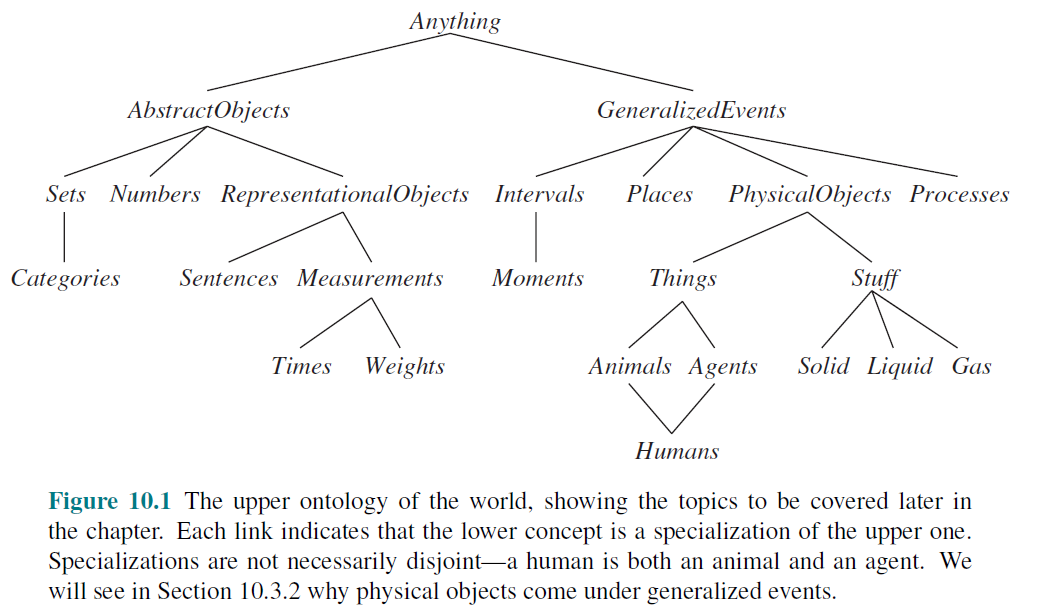 Anything
AbstractObjects GeneralizedEvents
Sets Numbers RepresentationalObjects Intervals Places PhysicalObjects Processes
Categories Sentences Measurements Moments Things Stuff
Times Weights Animals Agents Solid Liquid Gas
Humans
Figure 10.1 The upper ontology of the world, showing the topics to be covered later in
the chapter. Each link indicates that the lower concept is a specialization of the upper one.
Specializations are not necessarily disjoint—a human is both an animal and an agent. We
will see in Section 10.3.2 why physical objects come under generalized events.